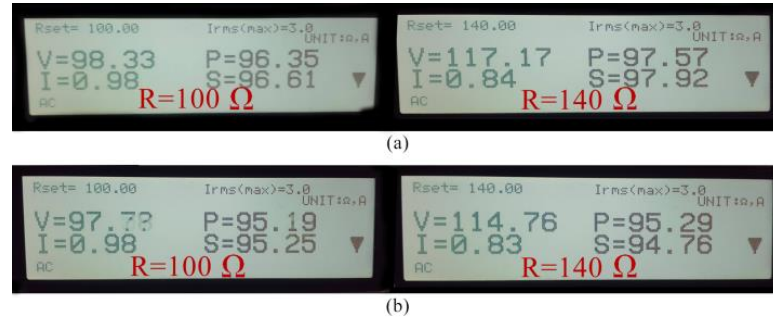 Rset= 100.00 Irms(max)=3.0
UNIT:Ω,A
V=98.33 P=96.35
I=0.98 S=96.61 ▼
AC
R=100 Ω
Rset= 140.00 Irms(max)=3.0
UNIT:Ω,A
V=117.17 P=97.57
I=0.84 S=97.92 ▼
AC
R=140 Ω
(a)
Rset= 100.00 Irms(max)=3.0
UNIT:Ω,A
V=97.78 P=95.19
I=0.98 S=95.25 ▼
AC
R=100 Ω
Rset= 140.00 Irms(max)=3.0
UNIT:Ω,A
V=114.76 P=95.29
I=0.83 S=94.76 ▼
AC
R=140 Ω
(b)